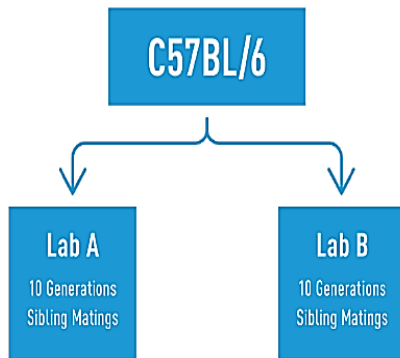 C57BL/6
Lab A
10 Generations
Sibling Matings
Lab B
10 Generations
Sibling Matings